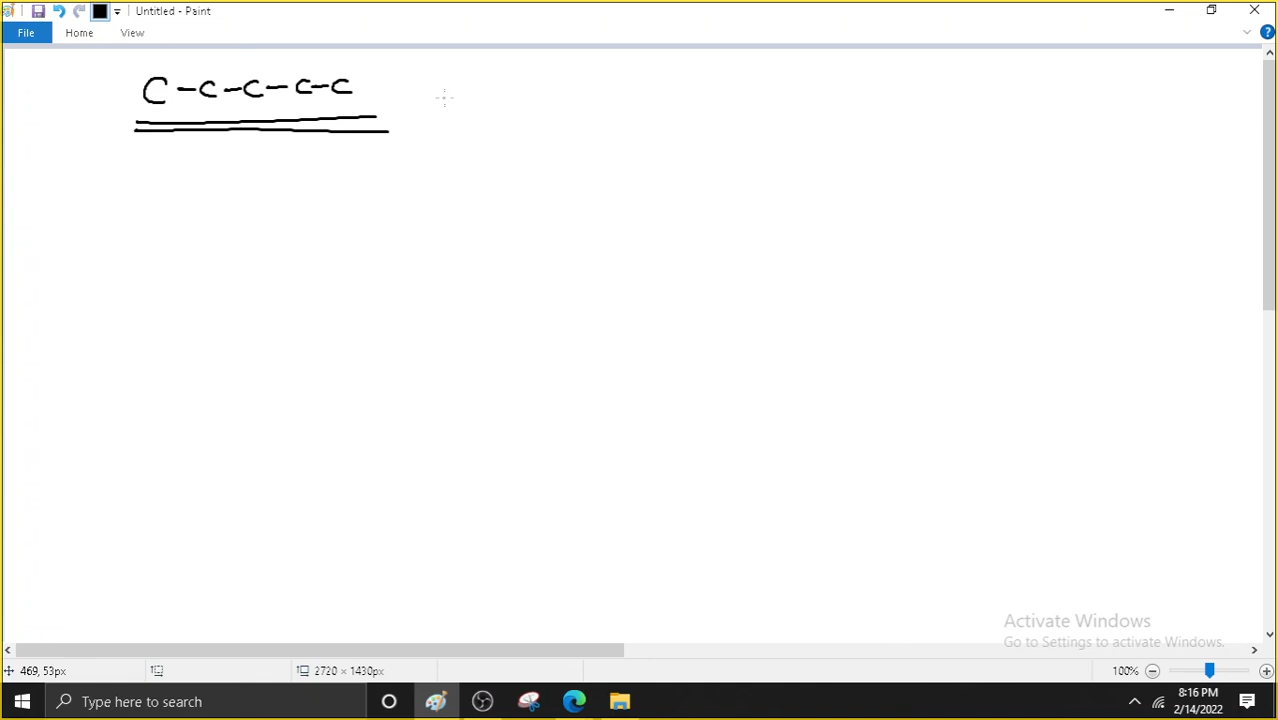 Untitled - Paint
File Home View
C-c-c-c-c
Activate Windows
Go to Settings to activate Windows.
469, 53px 2720 × 1430px 100%
Type here to search
8:16 PM
2/14/2022